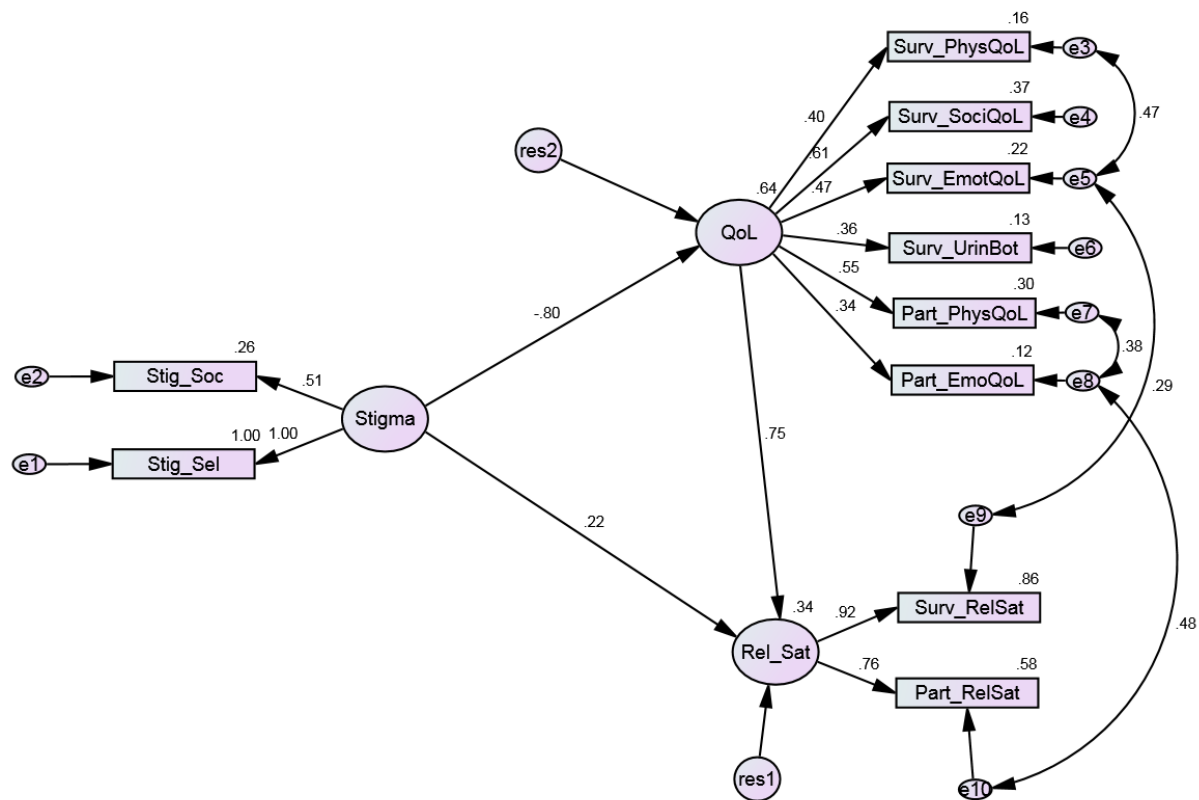 .16
Surv_PhysQoL
e3
.40
.47
.37
Surv_SociQoL
e4
.61
.22
Surv_EmotQoL
e5
.47
res2
.64
QoL
.36
.13
Surv_UrinBot
e6
.55
.30
Part_PhysQoL
e7
.34
.38
.12
Part_EmoQoL
e8
.29
-.80
.26
e2
Stig_Soc
.51
Stigma
1.00
1.00
e1
Stig_Sel
.75
.22
e9
.86
.34
.92
Surv_RelSat
.48
Rel_Sat
.76
.58
Part_RelSat
res1
e10